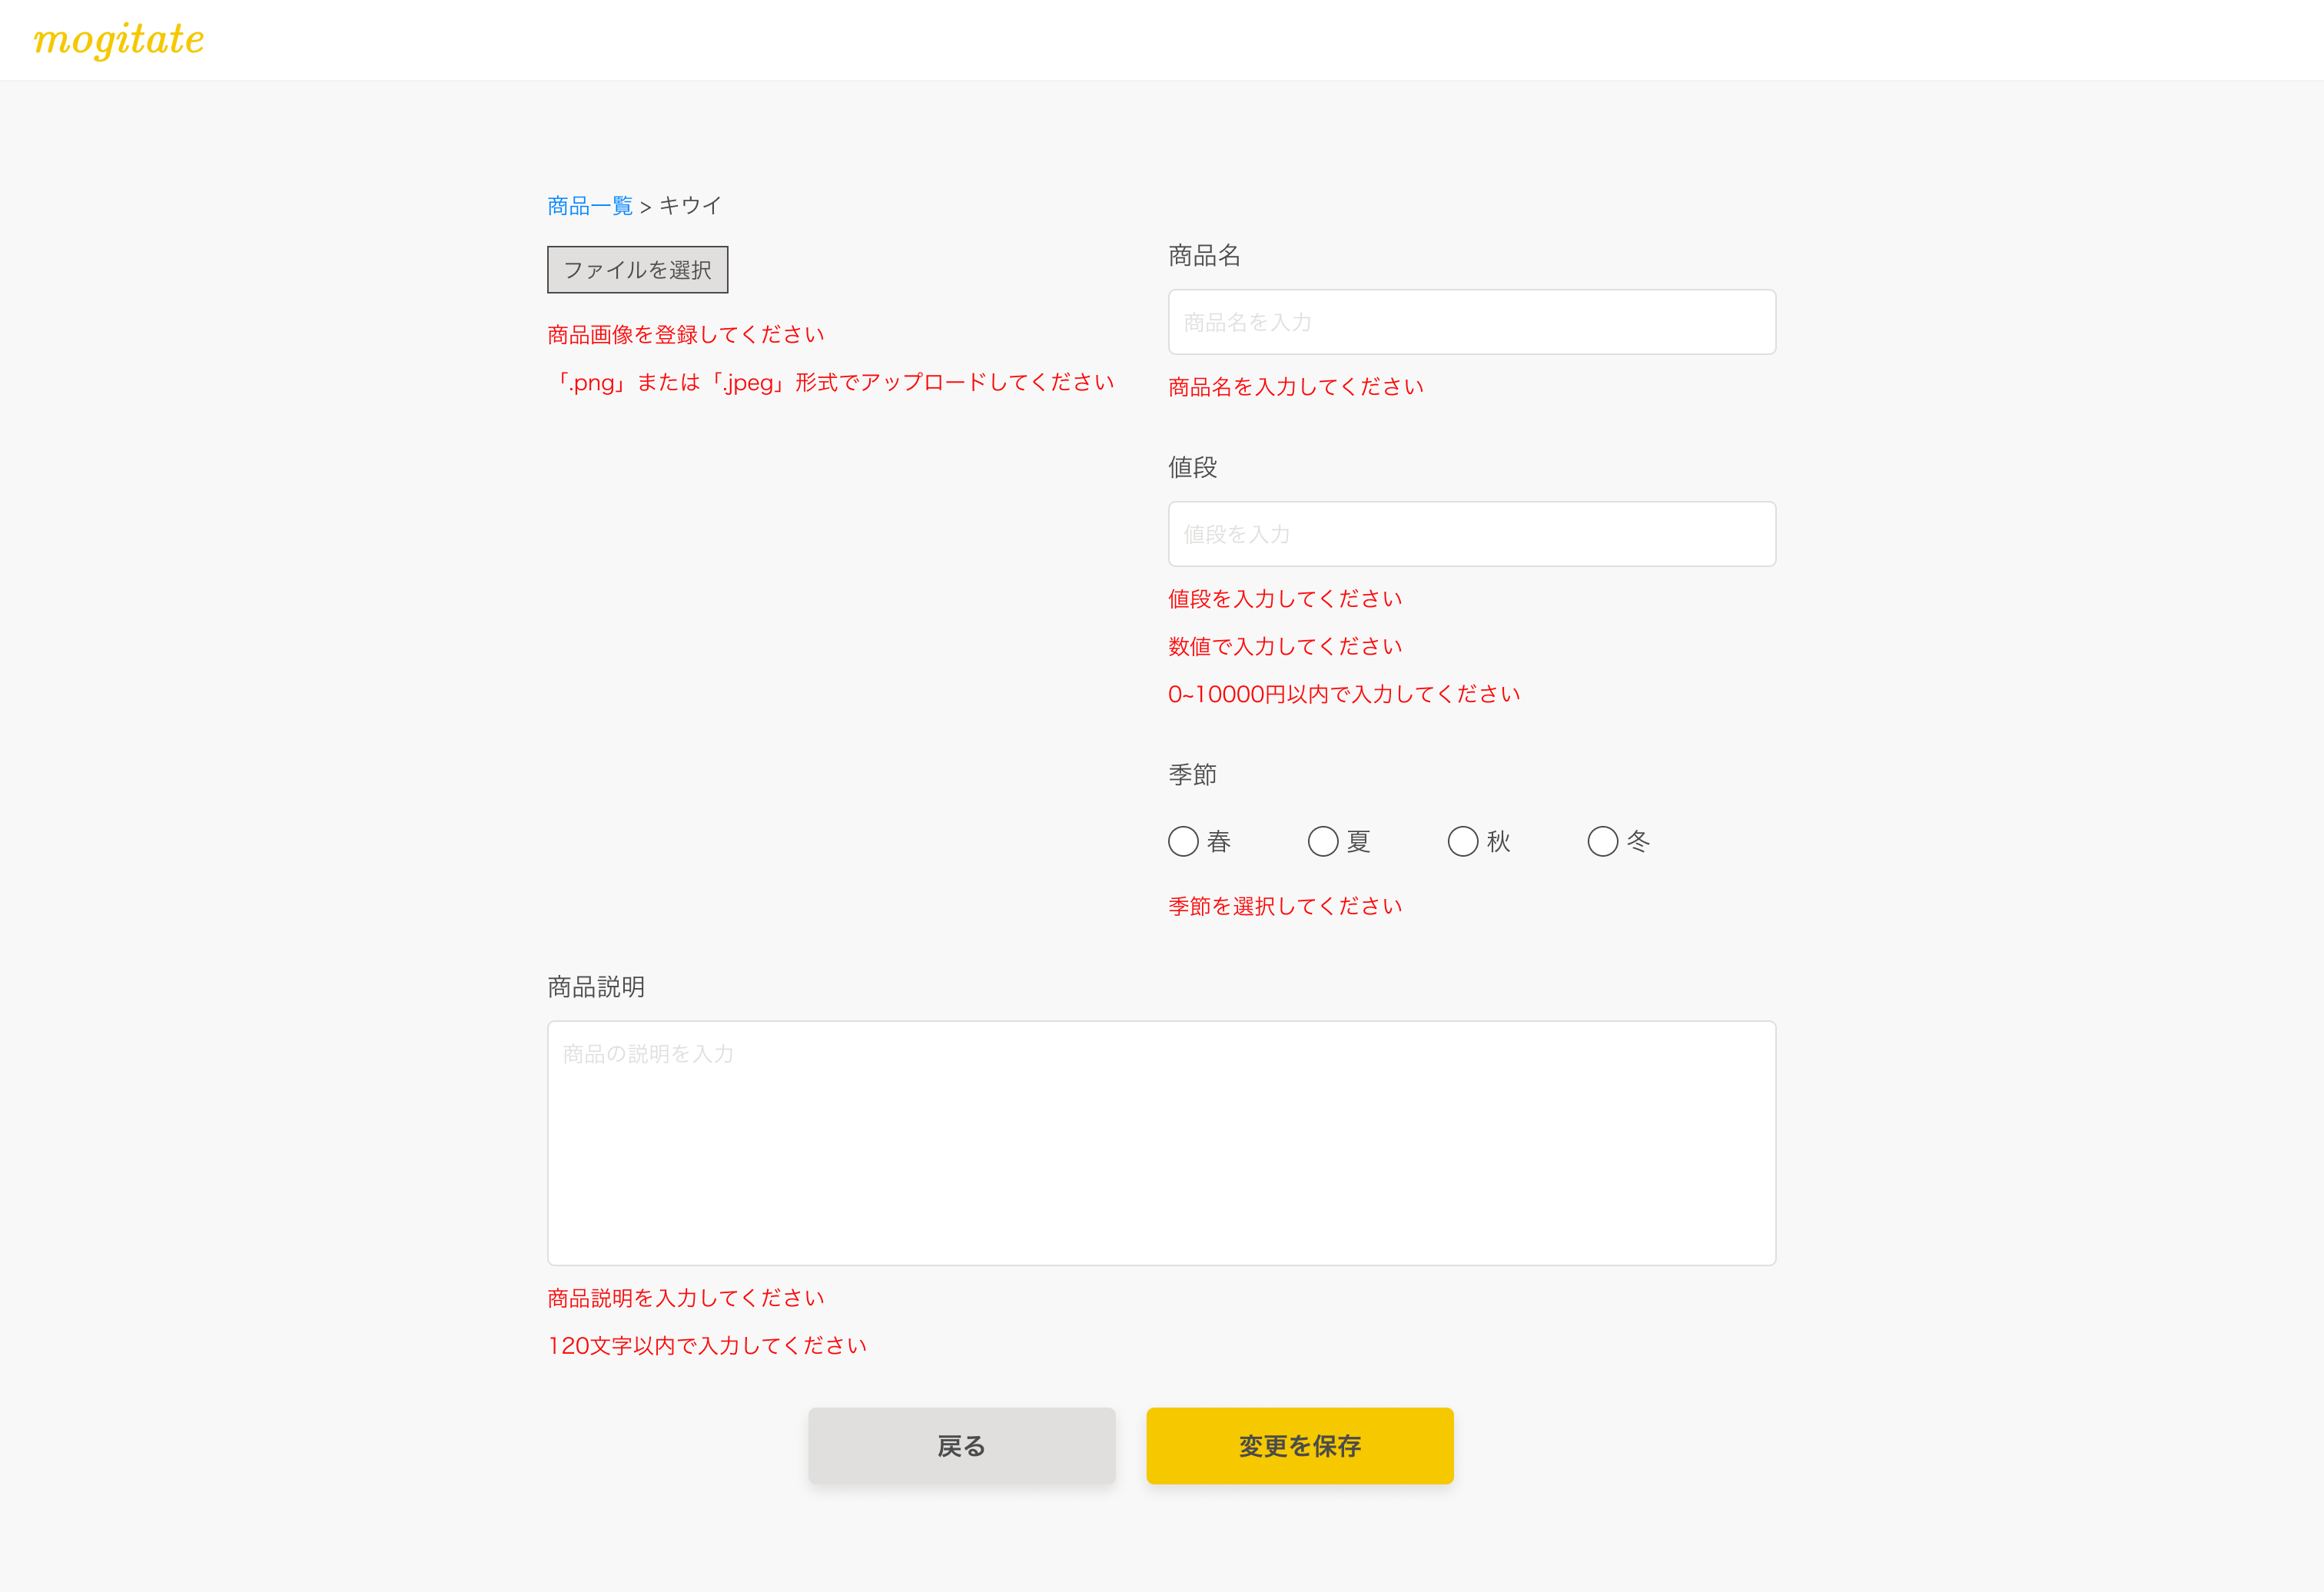 mogitate
商品一覧 > キウイ
ファイルを選択
商品画像を登録してください
「.png」または「.jpeg」形式でアップロードしてください
商品名
商品名を入力
商品名を入力してください
値段
値段を入力
値段を入力してください
数値で入力してください
0~10000円以内で入力してください
季節
春 夏 秋 冬
季節を選択してください
商品説明
商品の説明を入力
商品説明を入力してください
120文字以内で入力してください
戻る 変更を保存